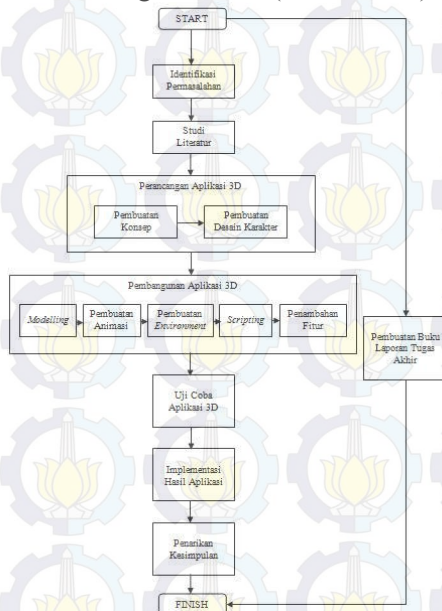 START
Identifikasi
Permasalahan
Studi
Literatur
Perancangan Aplikasi 3D
Pembuatan
Konsep
Pembuatan
Desain Karakter
Pembangunan Aplikasi 3D
Modelling
Pembuatan
Animasi
Pembuatan
Environment
Scripting
Penambahan
Fitur
Pembuatan Buku
Laporan Tugas
Akhir
Uji Coba
Aplikasi 3D
Implementasi
Hasil Aplikasi
Penarikan
Kesimpulan
FINISH